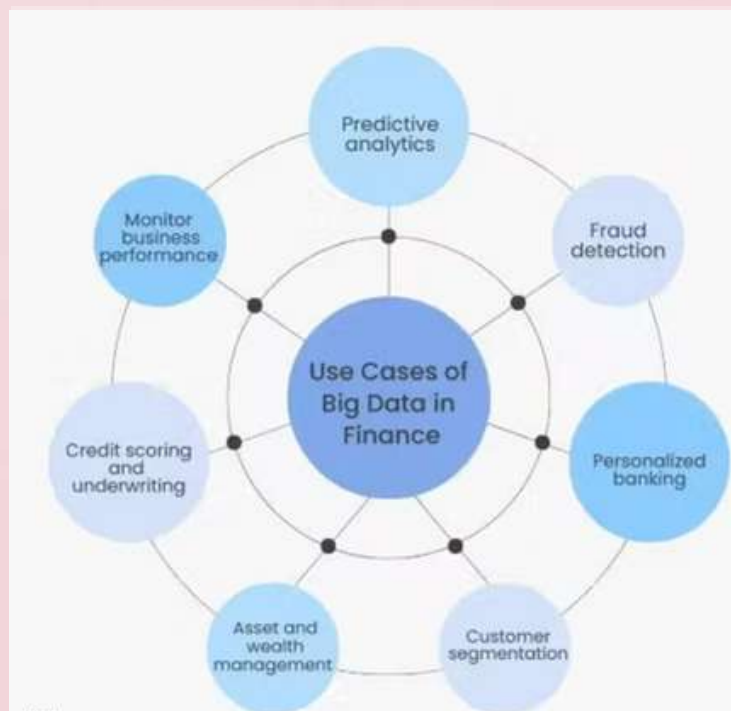 Predictive
analytics
Fraud
detection
Personalized
banking
Customer
segmentation
Asset and
wealth
management
Credit scoring
and
underwriting
Monitor
business
performance
Use Cases of
Big Data in
Finance